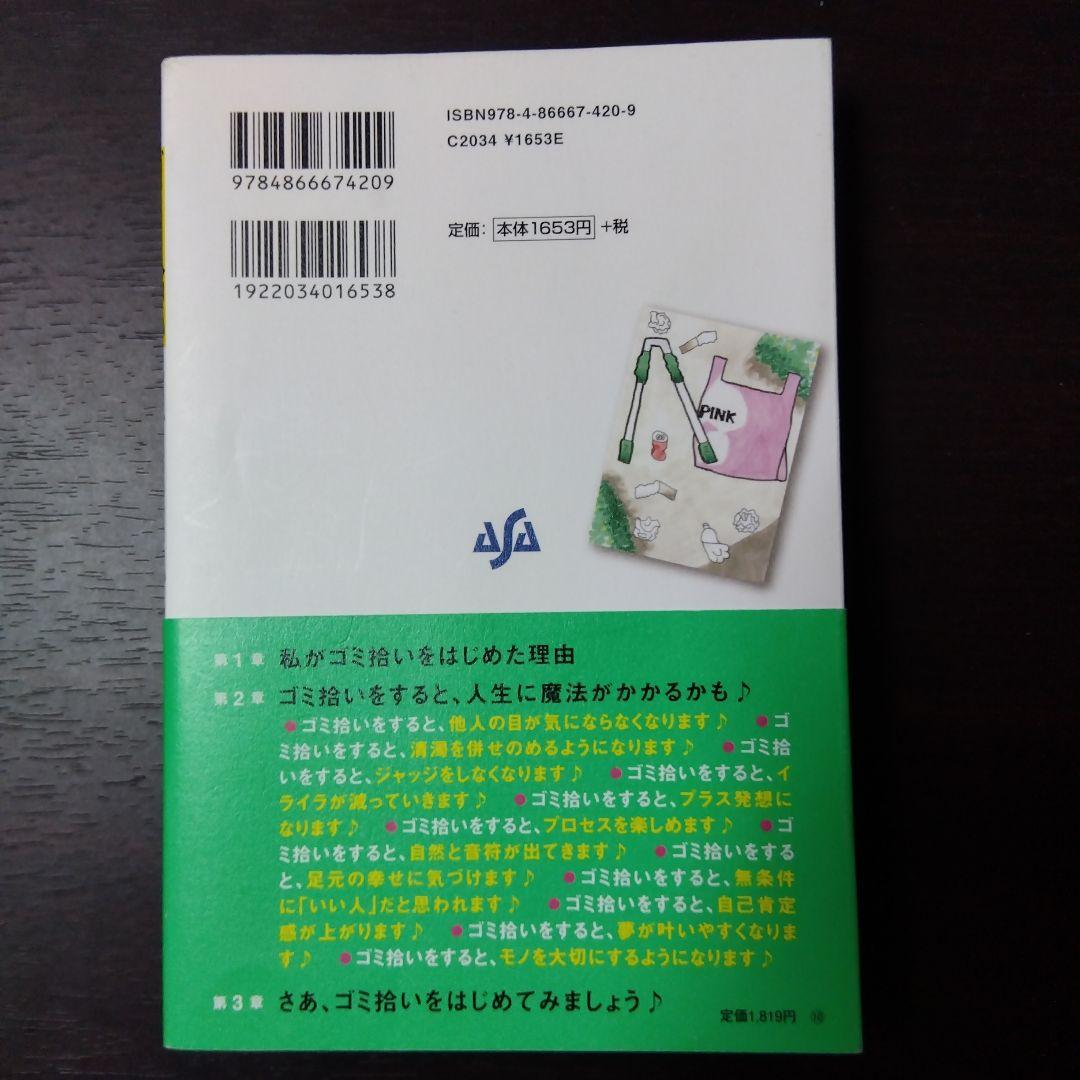 ISBN978-4-86667-420-9
C2034 ¥1653E
9784866674209
定価: 本体1653円 +税
1922034016538
PINK
ASA
第1章 私がゴミ拾いをはじめた理由
第2章 ゴミ拾いをすると、人生に魔法がかかるかも♪
●ゴミ拾いをすると、他人の目が気にならなくなります♪ ●ゴ
ミ拾いをすると、清濁を併せのめるようになります♪ ●ゴミ拾
いをすると、ジャッジをしなくなります♪ ●ゴミ拾いをすると、イ
ライラが減っていきます♪ ●ゴミ拾いをすると、プラス発想に
なります♪ ●ゴミ拾いをすると、プロセスを楽しめます♪ ●ゴ
ミ拾いをすると、自然と音符が出てきます♪ ●ゴミ拾いをする
と、足元の幸せに気づけます♪ ●ゴミ拾いをすると、無条件
に「いい人」だと思われます♪ ●ゴミ拾いをすると、自己肯定
感が上がります♪ ●ゴミ拾いをすると、夢が叶いやすくなりま
す♪ ●ゴミ拾いをすると、モノを大切にするようになります♪
第3章 さあ、ゴミ拾いをはじめてみましょう♪
定価1,819円 ⑩